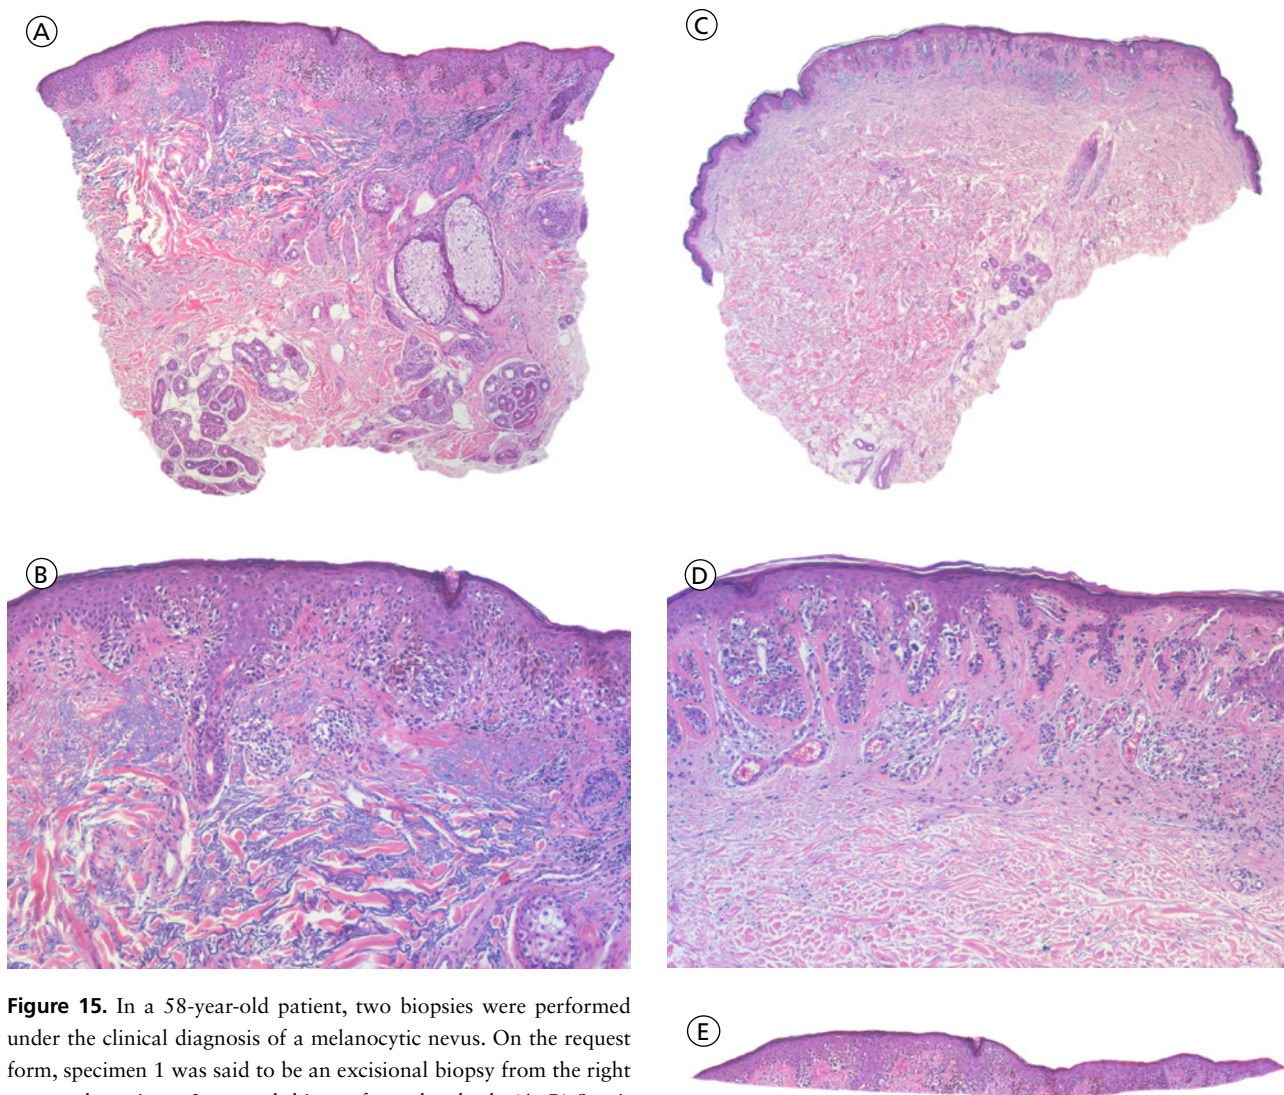 A
C
B
D
Figure 15. In a 58-year-old patient, two biopsies were performed
under the clinical diagnosis of a melanocytic nevus. On the request
form, specimen 1 was said to be an excisional biopsy from the right
E